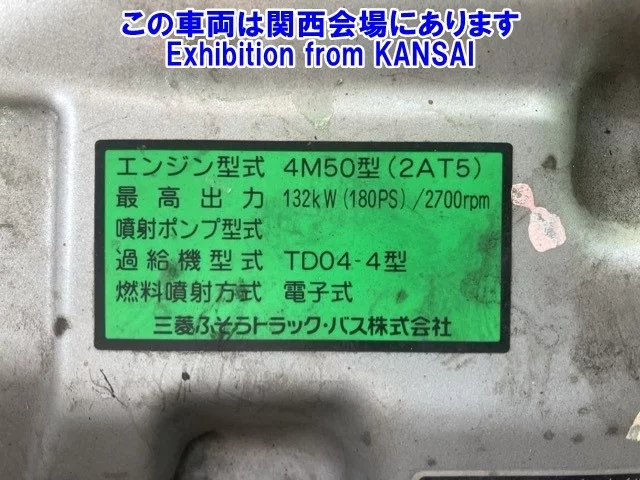 この車両は関西会場にあります
Exhibition from KANSAI
エンジン型式 4M50型(2AT5)
最高出力 132kW(180PS)/2700rpm
噴射ポンプ型式
過給機型式 TD04-4型
燃料噴射方式 電子式
三菱ふそうトラック・バス株式会社